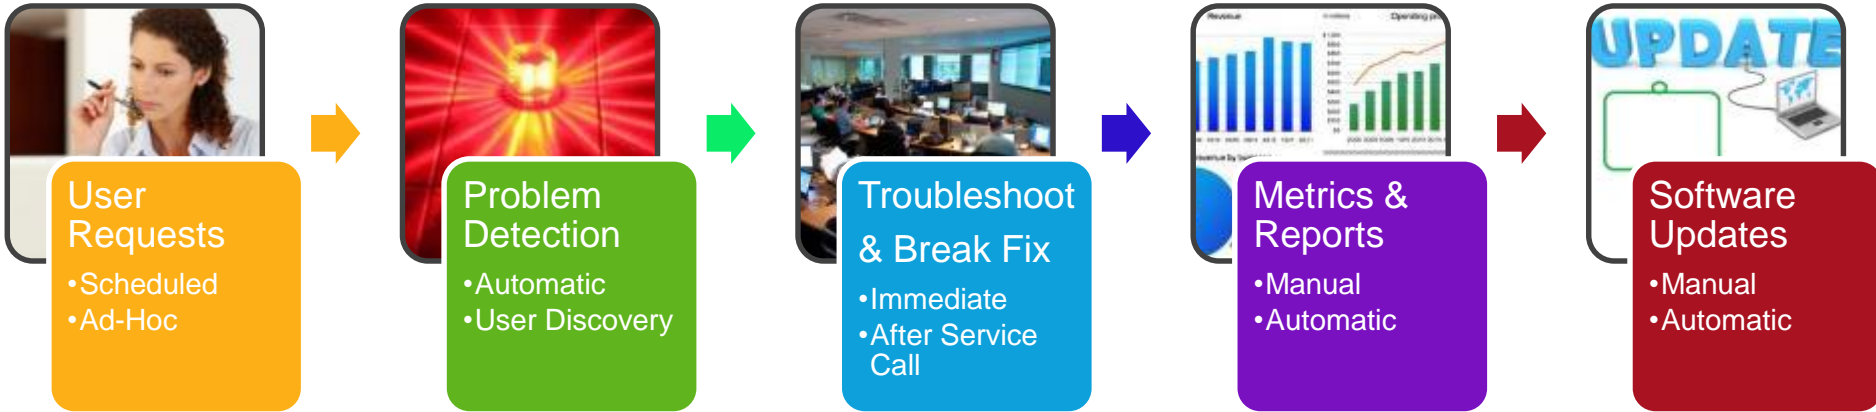 Revenue
UPDATE
User
Requests
•Scheduled
•Ad-Hoc
Problem
Detection
•Automatic
•User Discovery
Troubleshoot
& Break Fix
•Immediate
•After Service
Call
Metrics &
Reports
•Manual
•Automatic
Software
Updates
•Manual
•Automatic